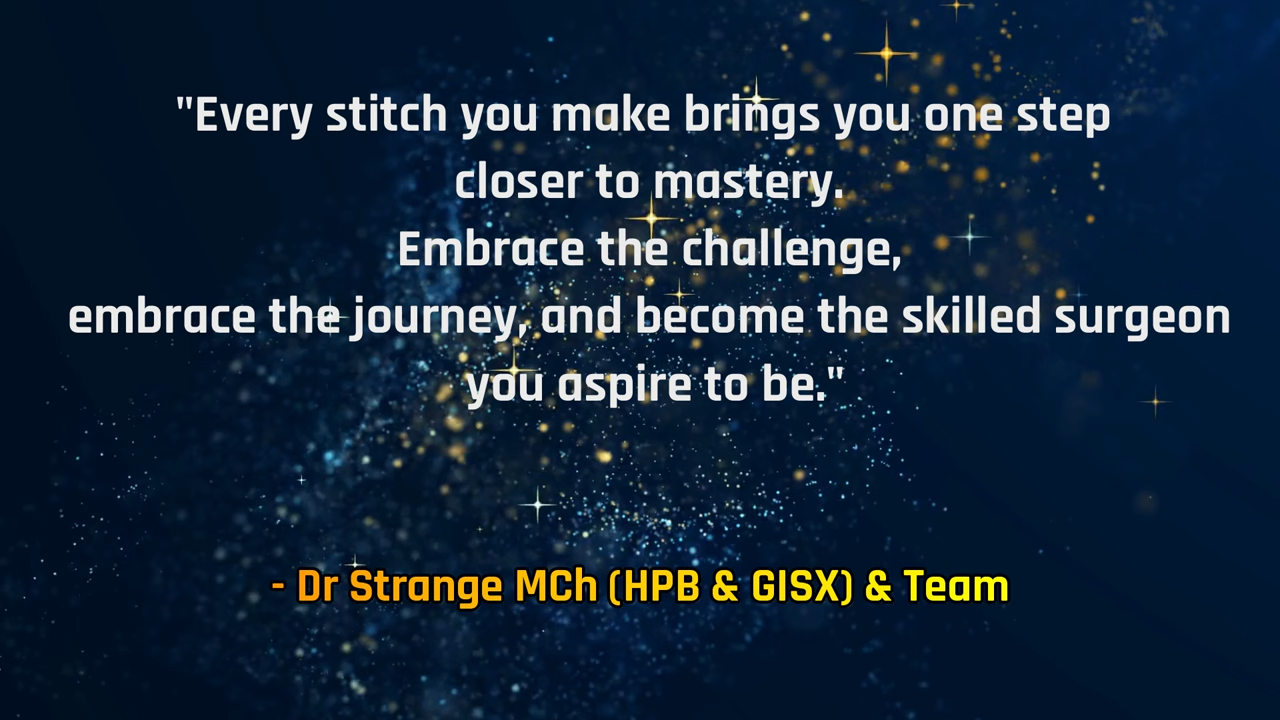 "Every stitch you make brings you one step
closer to mastery.
Embrace the challenge,
embrace the journey, and become the skilled surgeon
you aspire to be."
- Dr Strange MCh (HPB & GISX) & Team